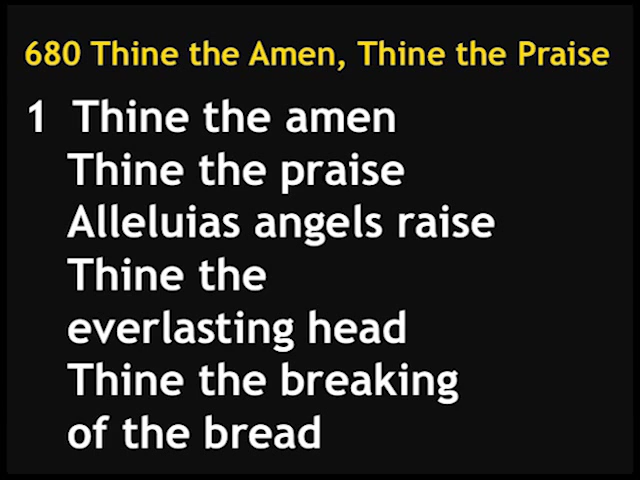 680 Thine the Amen, Thine the Praise
1 Thine the amen
Thine the praise
Alleluias angels raise
Thine the
everlasting head
Thine the breaking
of the bread